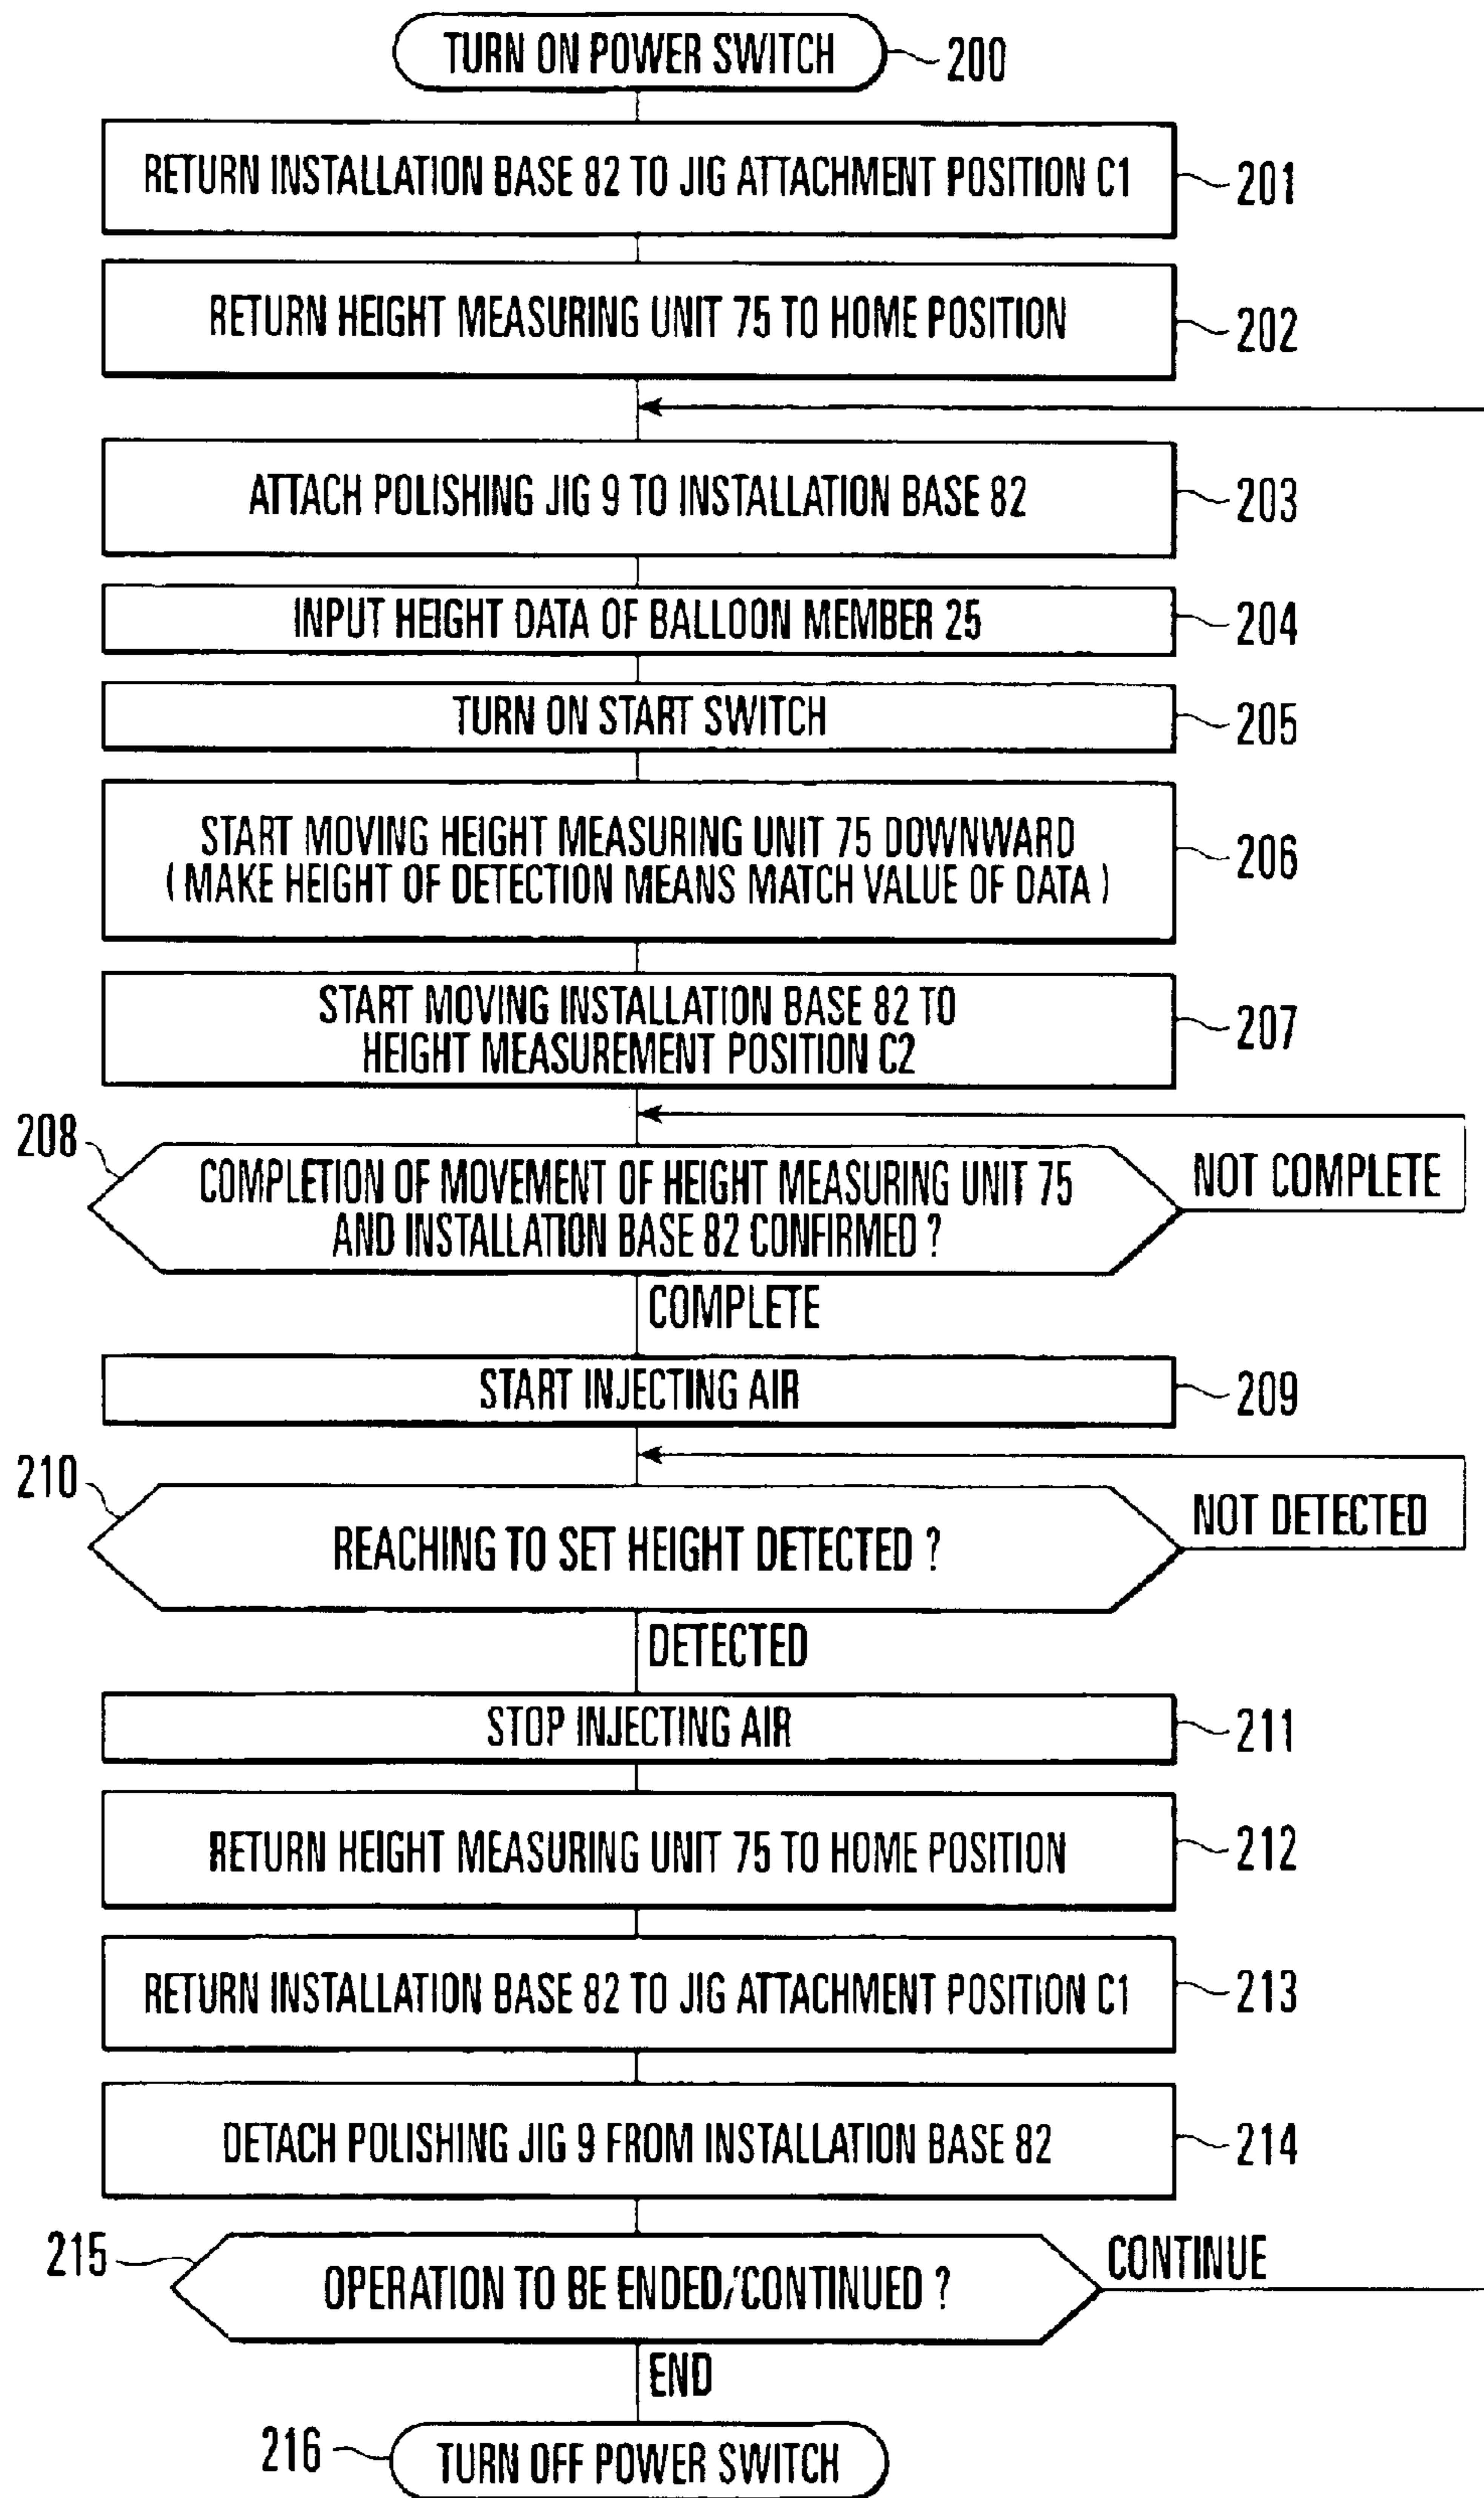 TURN ON POWER SWITCH
200
RETURN INSTALLATION BASE 82 TO JIG ATTACHMENT POSITION C1
201
RETURN HEIGHT MEASURING UNIT 75 TO HOME POSITION
202
ATTACH POLISHING JIG 9 TO INSTALLATION BASE 82
203
INPUT HEIGHT DATA OF BALLOON MEMBER 25
204
TURN ON START SWITCH
205
START MOVING HEIGHT MEASURING UNIT 75 DOWNWARD
(MAKE HEIGHT OF DETECTION MEANS MATCH VALUE OF DATA)
206
START MOVING INSTALLATION BASE 82 TO
HEIGHT MEASUREMENT POSITION C2
207
208
COMPLETION OF MOVEMENT OF HEIGHT MEASURING UNIT 75
AND INSTALLATION BASE 82 CONFIRMED ?
NOT COMPLETE
COMPLETE
START INJECTING AIR
209
210
REACHING TO SET HEIGHT DETECTED ?
NOT DETECTED
DETECTED
STOP INJECTING AIR
211
RETURN HEIGHT MEASURING UNIT 75 TO HOME POSITION
212
RETURN INSTALLATION BASE 82 TO JIG ATTACHMENT POSITION C1
213
DETACH POLISHING JIG 9 FROM INSTALLATION BASE 82
214
215
OPERATION TO BE ENDED/CONTINUED ?
CONTINUE
END
216
TURN OFF POWER SWITCH